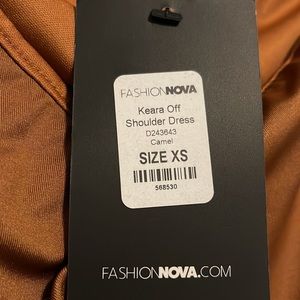 FASHIONNOVA
Keara Off
Shoulder Dress
D243643
Camel
SIZE XS
568530
FASHIONNOVA.COM